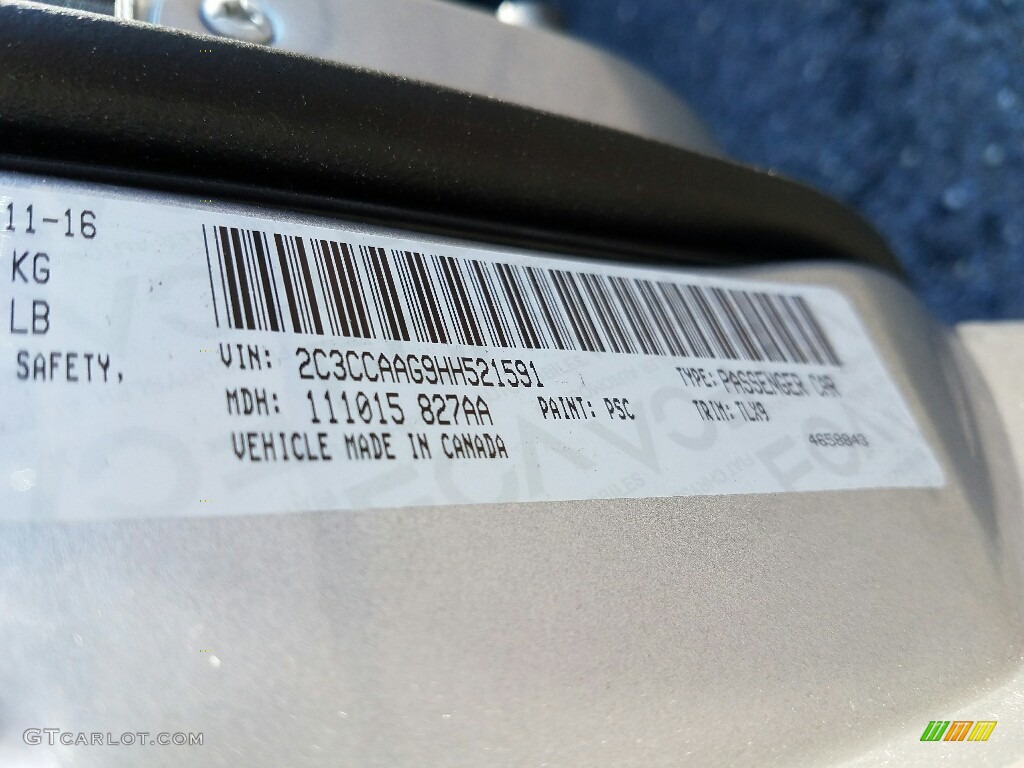 11-16
KG
LB
SAFETY,
VIN: 2C3CCAAG9HH521591
TYPE: PASSENGER CAR
MDH: 111015 827AA
PAINT: PSC
TRIM: TLX9
VEHICLE MADE IN CANADA
4658843
GTCARLOT.COM